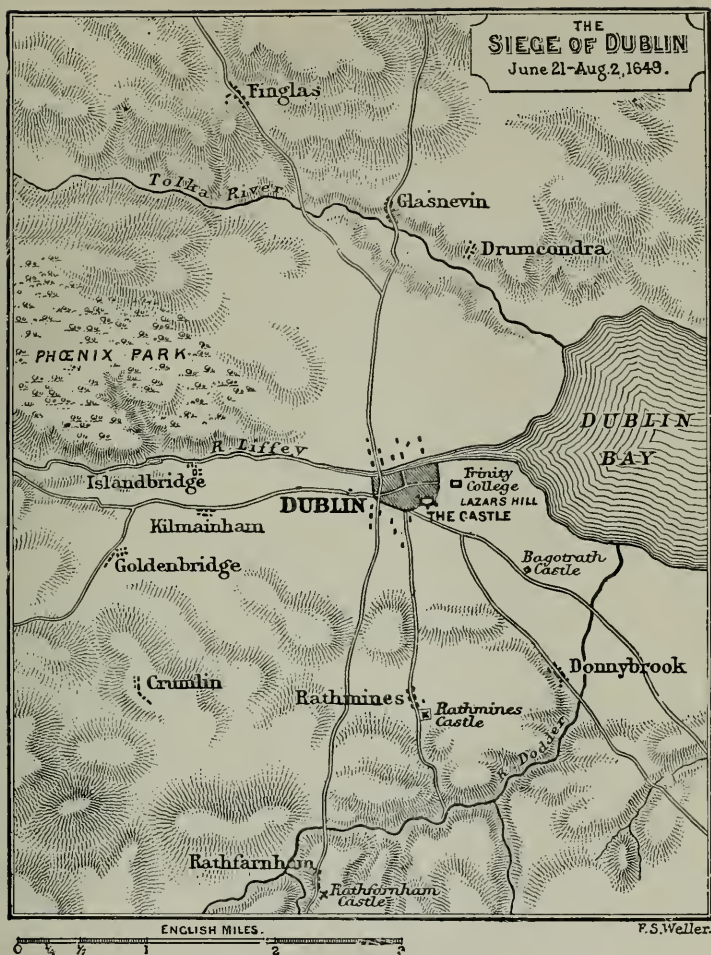 THE
SIEGE OF DUBLIN
June 21-Aug. 2, 1649.
Finglas
Tolka River
Glasnevin
Drumcondra
PHŒNIX PARK
DUBLIN
BAY
R. Liffey
Islandbridge
Trinity
College
LAZARS HILL
DUBLIN
THE CASTLE
Kilmainham
Goldenbridge
Bagotrath
Castle
Donnybrook
Crumlin
Rathmines
Rathmines
Castle
R. Dodder
Rathfarnham
Rathfarnham
Castle
ENGLISH MILES.
F.S. Weller.
0 ¼ ½ 1 2 3